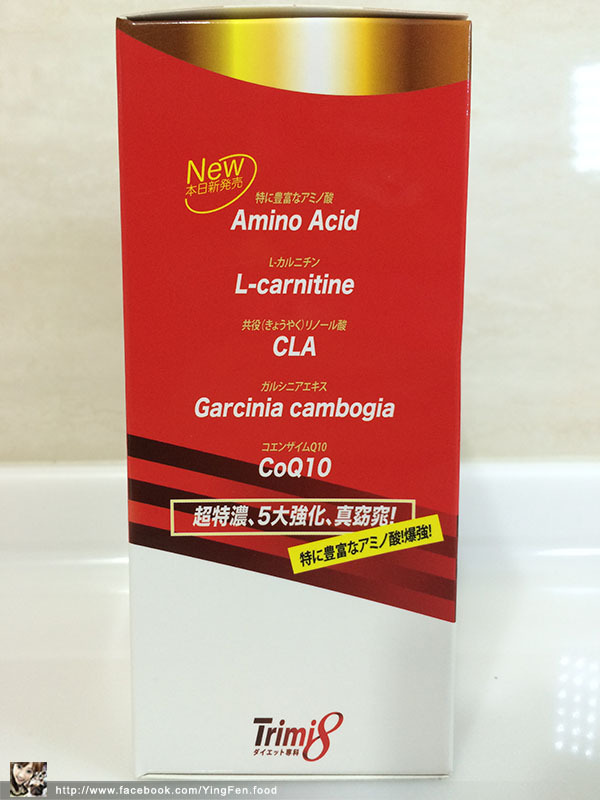 New
本日新発売
特に豊富なアミノ酸
Amino Acid
L-カルニチン
L-carnitine
共役(きょうやく)リノール酸
CLA
ガルシニアエキス
Garcinia cambogia
コエンザイムQ10
CoQ10
超特濃、5大強化、真窈窕!
特に豊富なアミノ酸!爆強!
Trimi8
ダイエット専科
http://www.facebook.com/YingFen.food